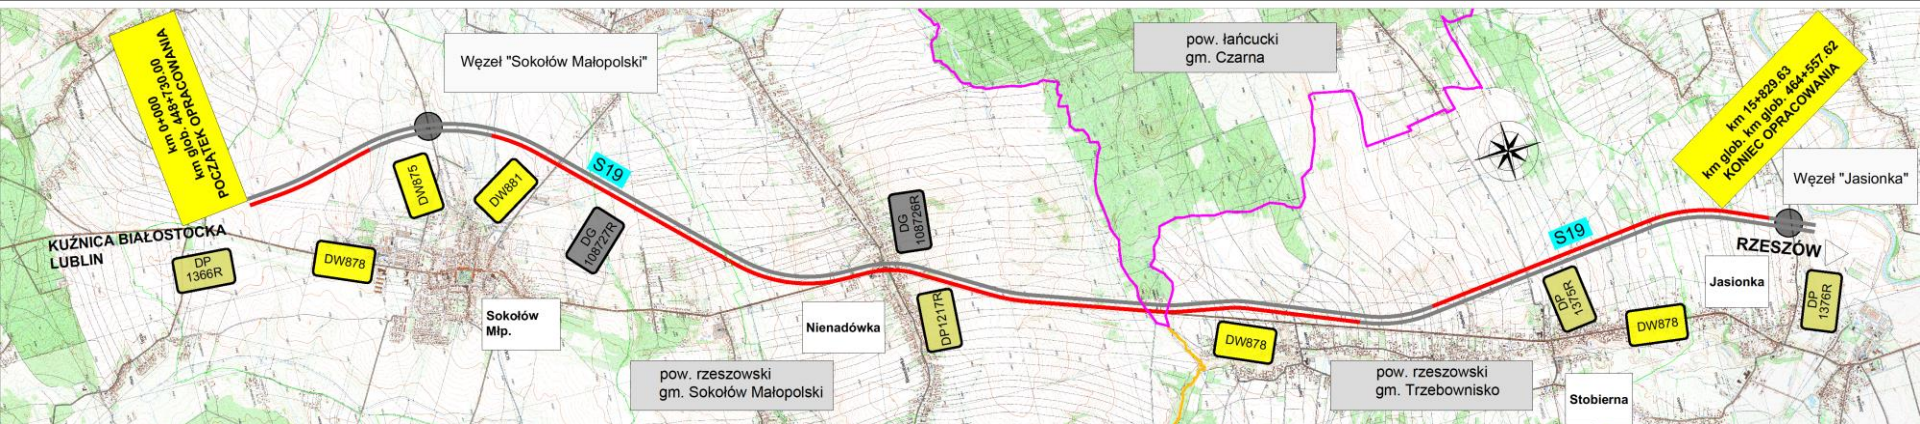 km 0+000
km glob. 448+730.00
POCZĄTEK OPRACOWANIA
Węzeł "Sokołów Małopolski"
pow. łańcucki
gm. Czarna
km 15+829.63
km glob. km glob. 464+557.62
KONIEC OPRACOWANIA
Węzeł "Jasionka"
DW875
DW881
S19
DG
108727R
DG
108726R
S19
KUŹNICA BIAŁOSTOCKA
LUBLIN
DP
1366R
DW878
RZESZÓW
Sokołów
Młp.
Nienadówka
DP1217R
DW878
DP
1375R
DW878
Jasionka
DP
1376R
pow. rzeszowski
gm. Sokołów Małopolski
pow. rzeszowski
gm. Trzebownisko
Stobierna